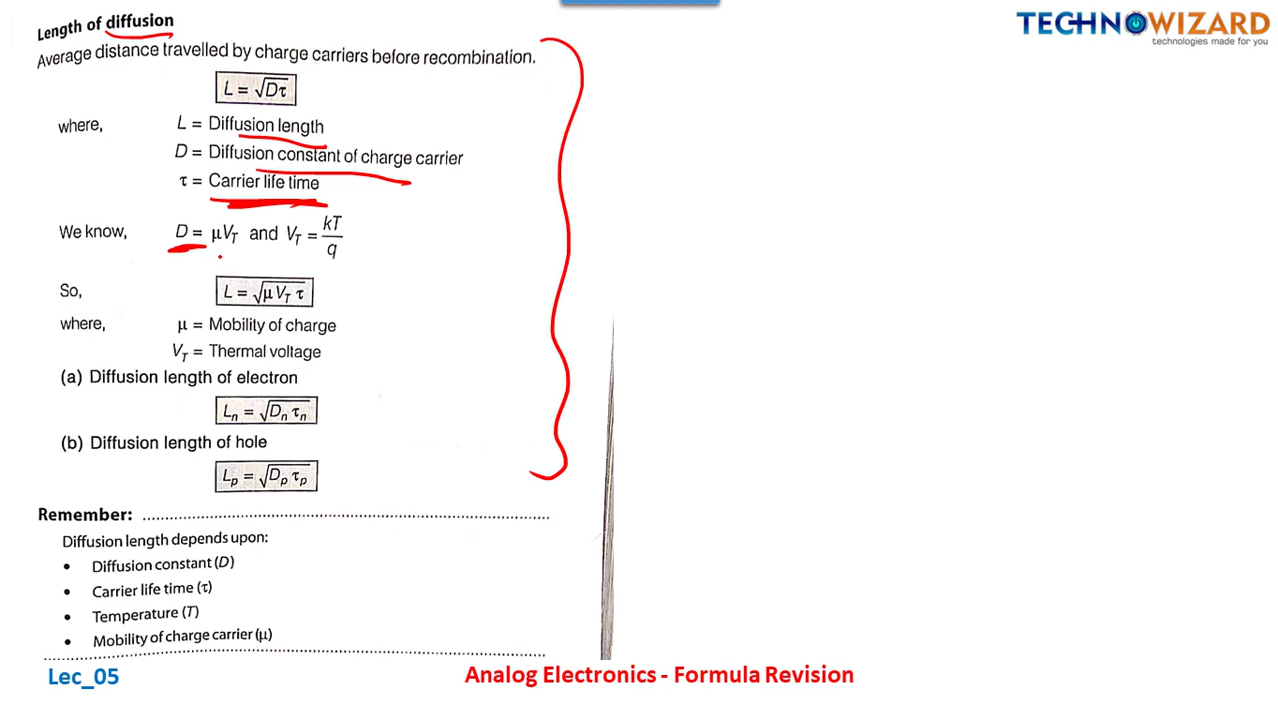 Length of diffusion
Average distance travelled by charge carriers before recombination.
L = √Dτ
where, L = Diffusion length
D = Diffusion constant of charge carrier
τ = Carrier life time
We know, D = μV_T and V_T = kT/q
So, L = √μ V_T τ
where, μ = Mobility of charge
V_T = Thermal voltage
(a) Diffusion length of electron
L_n = √D_n τ_n
(b) Diffusion length of hole
L_p = √D_p τ_p
Remember:
Diffusion length depends upon:
• Diffusion constant (D)
• Carrier life time (τ)
• Temperature (T)
• Mobility of charge carrier (μ)
TECHNOWIZARD
technologies made for you
Lec_05
Analog Electronics - Formula Revision